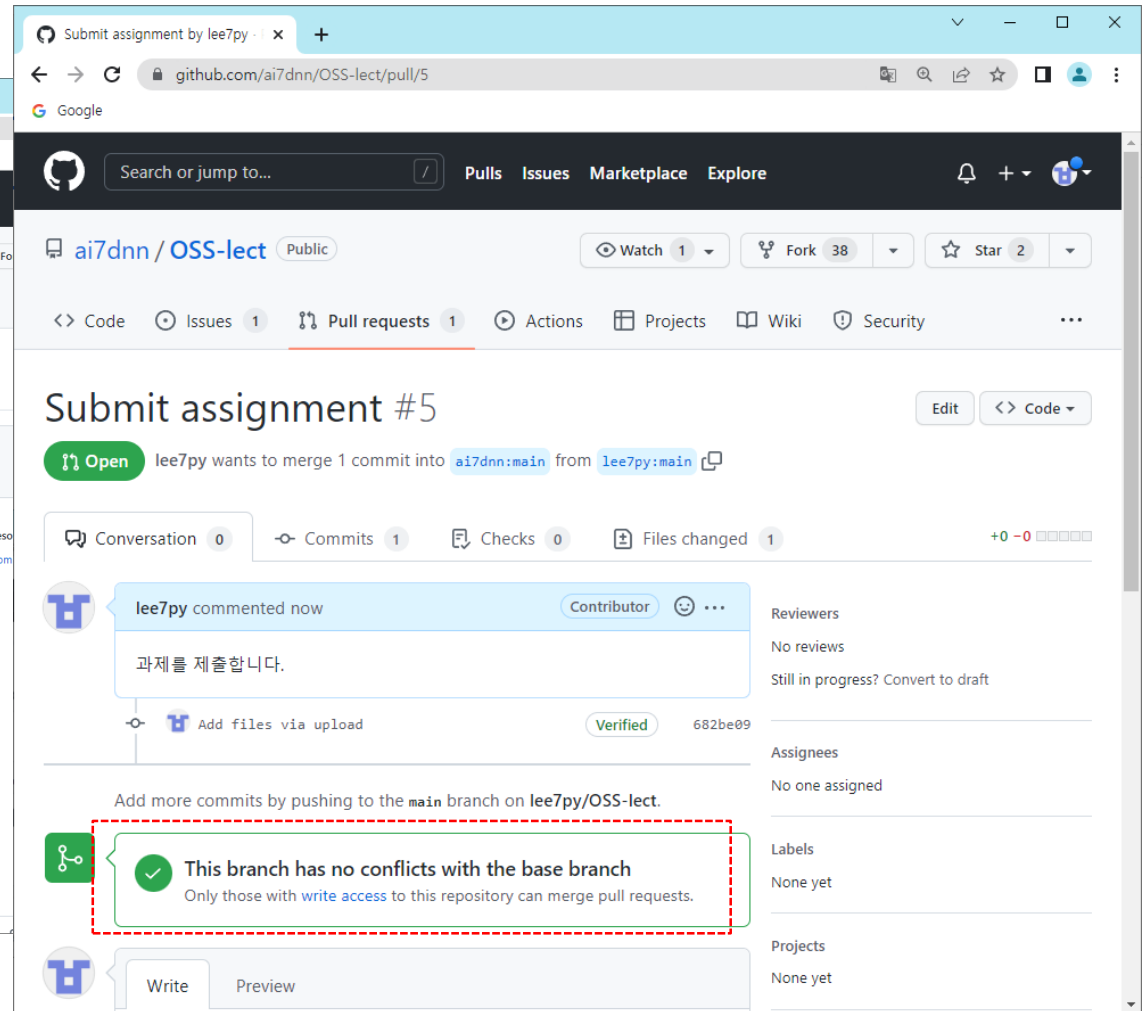 Submit assignment by lee7py ·
github.com/ai7dnn/OSS-lect/pull/5
Google
Search or jump to... / Pulls Issues Marketplace Explore
ai7dnn / OSS-lect Public Watch 1 Fork 38 Star 2
Code Issues 1 Pull requests 1 Actions Projects Wiki Security ...
Submit assignment #5 Edit Code
Open lee7py wants to merge 1 commit into ai7dnn:main from lee7py:main
Conversation 0 Commits 1 Checks 0 Files changed 1 +0 −0
lee7py commented now Contributor ...
과제를 제출합니다.
Add files via upload Verified 682be09
Add more commits by pushing to the main branch on lee7py/OSS-lect.
This branch has no conflicts with the base branch
Only those with write access to this repository can merge pull requests.
Write Preview
Reviewers
No reviews
Still in progress? Convert to draft
Assignees
No one assigned
Labels
None yet
Projects
None yet